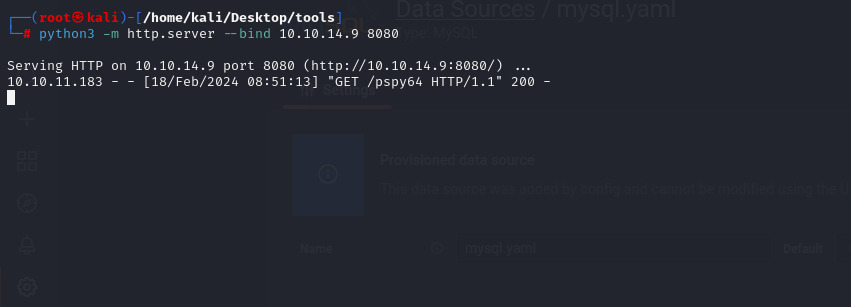 Data Sources / mysql.yaml
Type: MySQL
┌──(root㉿kali)-[/home/kali/Desktop/tools]
└─# python3 -m http.server --bind 10.10.14.9 8080
Serving HTTP on 10.10.14.9 port 8080 (http://10.10.14.9:8080/) ...
10.10.11.183 - - [18/Feb/2024 08:51:13] "GET /pspy64 HTTP/1.1" 200 -
Settings
Provisioned data source
This data source was added by config and cannot be modified using the U
Name
mysql.yaml
Default